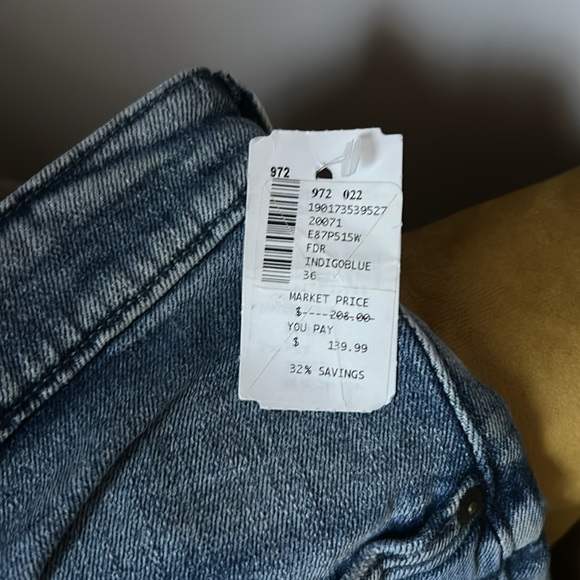 972
972 022
190173539527
20071
E87P515W
FDR
INDIGOBLUE
36
MARKET PRICE
$----208.00-
YOU PAY
$ 139.99
32% SAVINGS